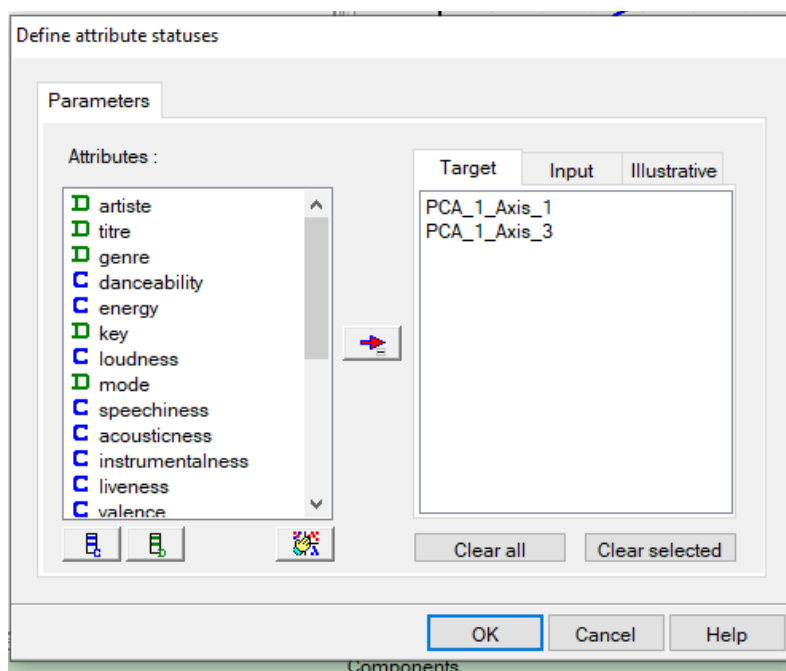 Define attribute statuses
Parameters
Attributes :
D artiste
D titre
D genre
C danceability
C energy
D key
C loudness
D mode
C speechiness
C acousticness
C instrumentalness
C liveness
C valence
C
D
Target
Input
Illustrative
PCA_1_Axis_1
PCA_1_Axis_3
Clear all
Clear selected
OK
Cancel
Help
Components